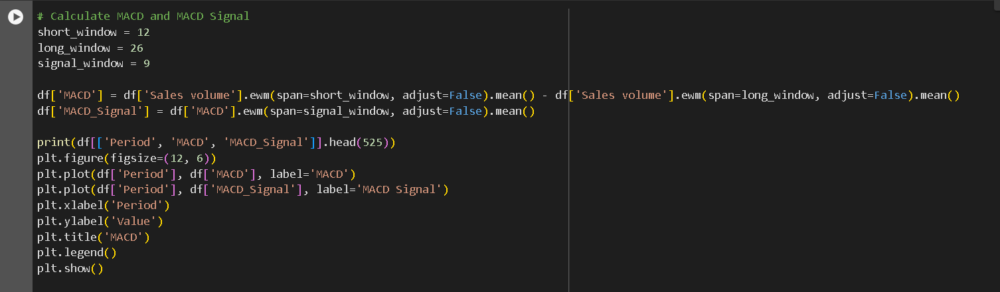 # Calculate MACD and MACD Signal
short_window = 12
long_window = 26
signal_window = 9
df['MACD'] = df['Sales volume'].ewm(span=short_window, adjust=False).mean() - df['Sales volume'].ewm(span=long_window, adjust=False).mean()
df['MACD_Signal'] = df['MACD'].ewm(span=signal_window, adjust=False).mean()
print(df[['Period', 'MACD', 'MACD_Signal']].head(525))
plt.figure(figsize=(12, 6))
plt.plot(df['Period'], df['MACD'], label='MACD')
plt.plot(df['Period'], df['MACD_Signal'], label='MACD Signal')
plt.xlabel('Period')
plt.ylabel('Value')
plt.title('MACD')
plt.legend()
plt.show()